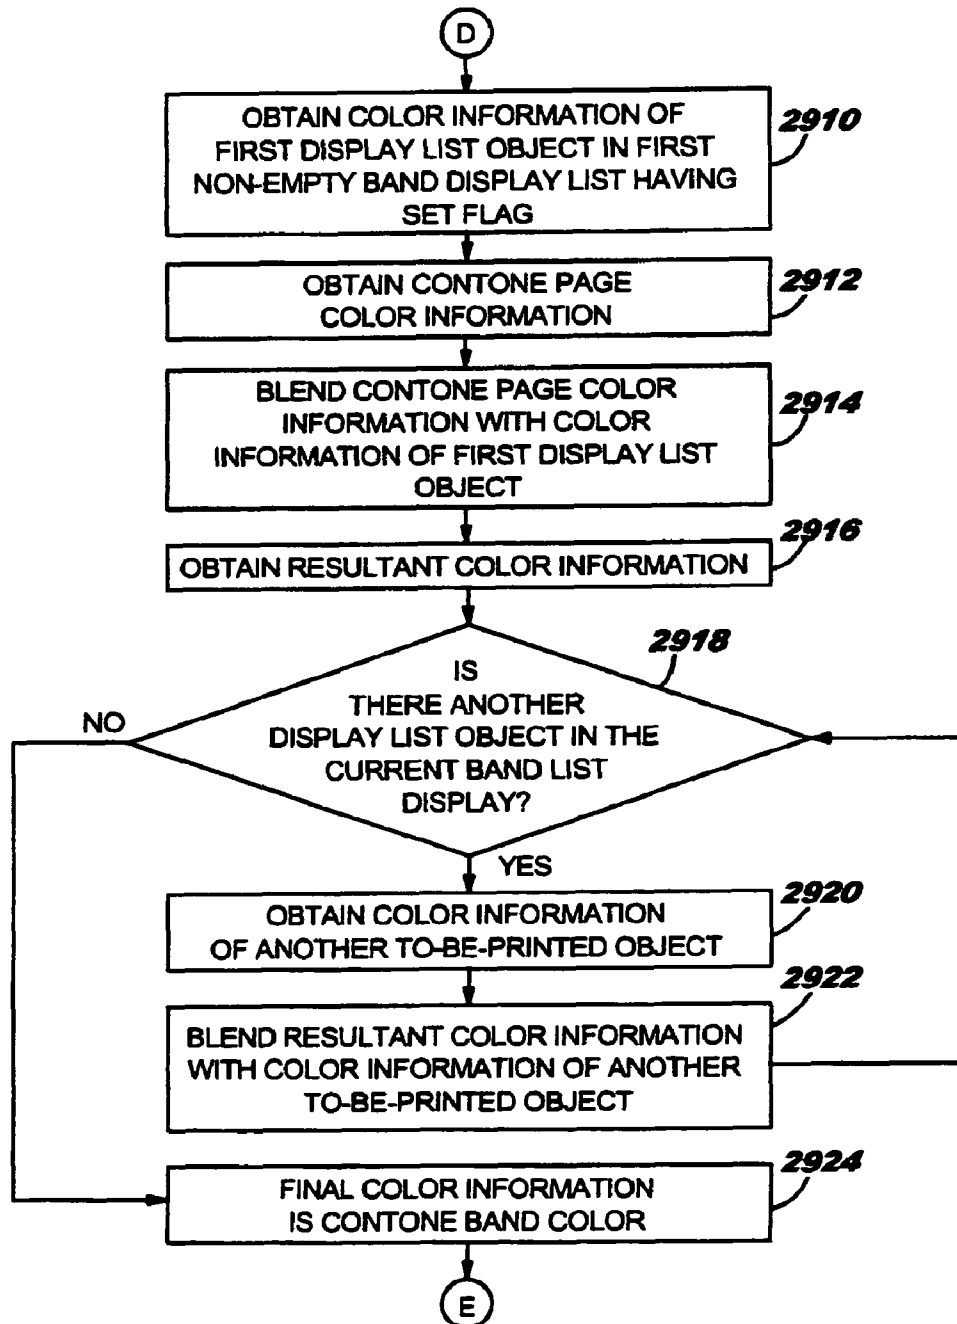 D
OBTAIN COLOR INFORMATION OF
FIRST DISPLAY LIST OBJECT IN FIRST
NON-EMPTY BAND DISPLAY LIST HAVING
SET FLAG
2910
OBTAIN CONTONE PAGE
COLOR INFORMATION
2912
BLEND CONTONE PAGE COLOR
INFORMATION WITH COLOR
INFORMATION OF FIRST DISPLAY LIST
OBJECT
2914
OBTAIN RESULTANT COLOR INFORMATION
2916
IS
THERE ANOTHER
DISPLAY LIST OBJECT IN THE
CURRENT BAND LIST
DISPLAY?
2918
NO
YES
OBTAIN COLOR INFORMATION
OF ANOTHER TO-BE-PRINTED OBJECT
2920
BLEND RESULTANT COLOR INFORMATION
WITH COLOR INFORMATION OF ANOTHER
TO-BE-PRINTED OBJECT
2922
FINAL COLOR INFORMATION
IS CONTONE BAND COLOR
2924
E